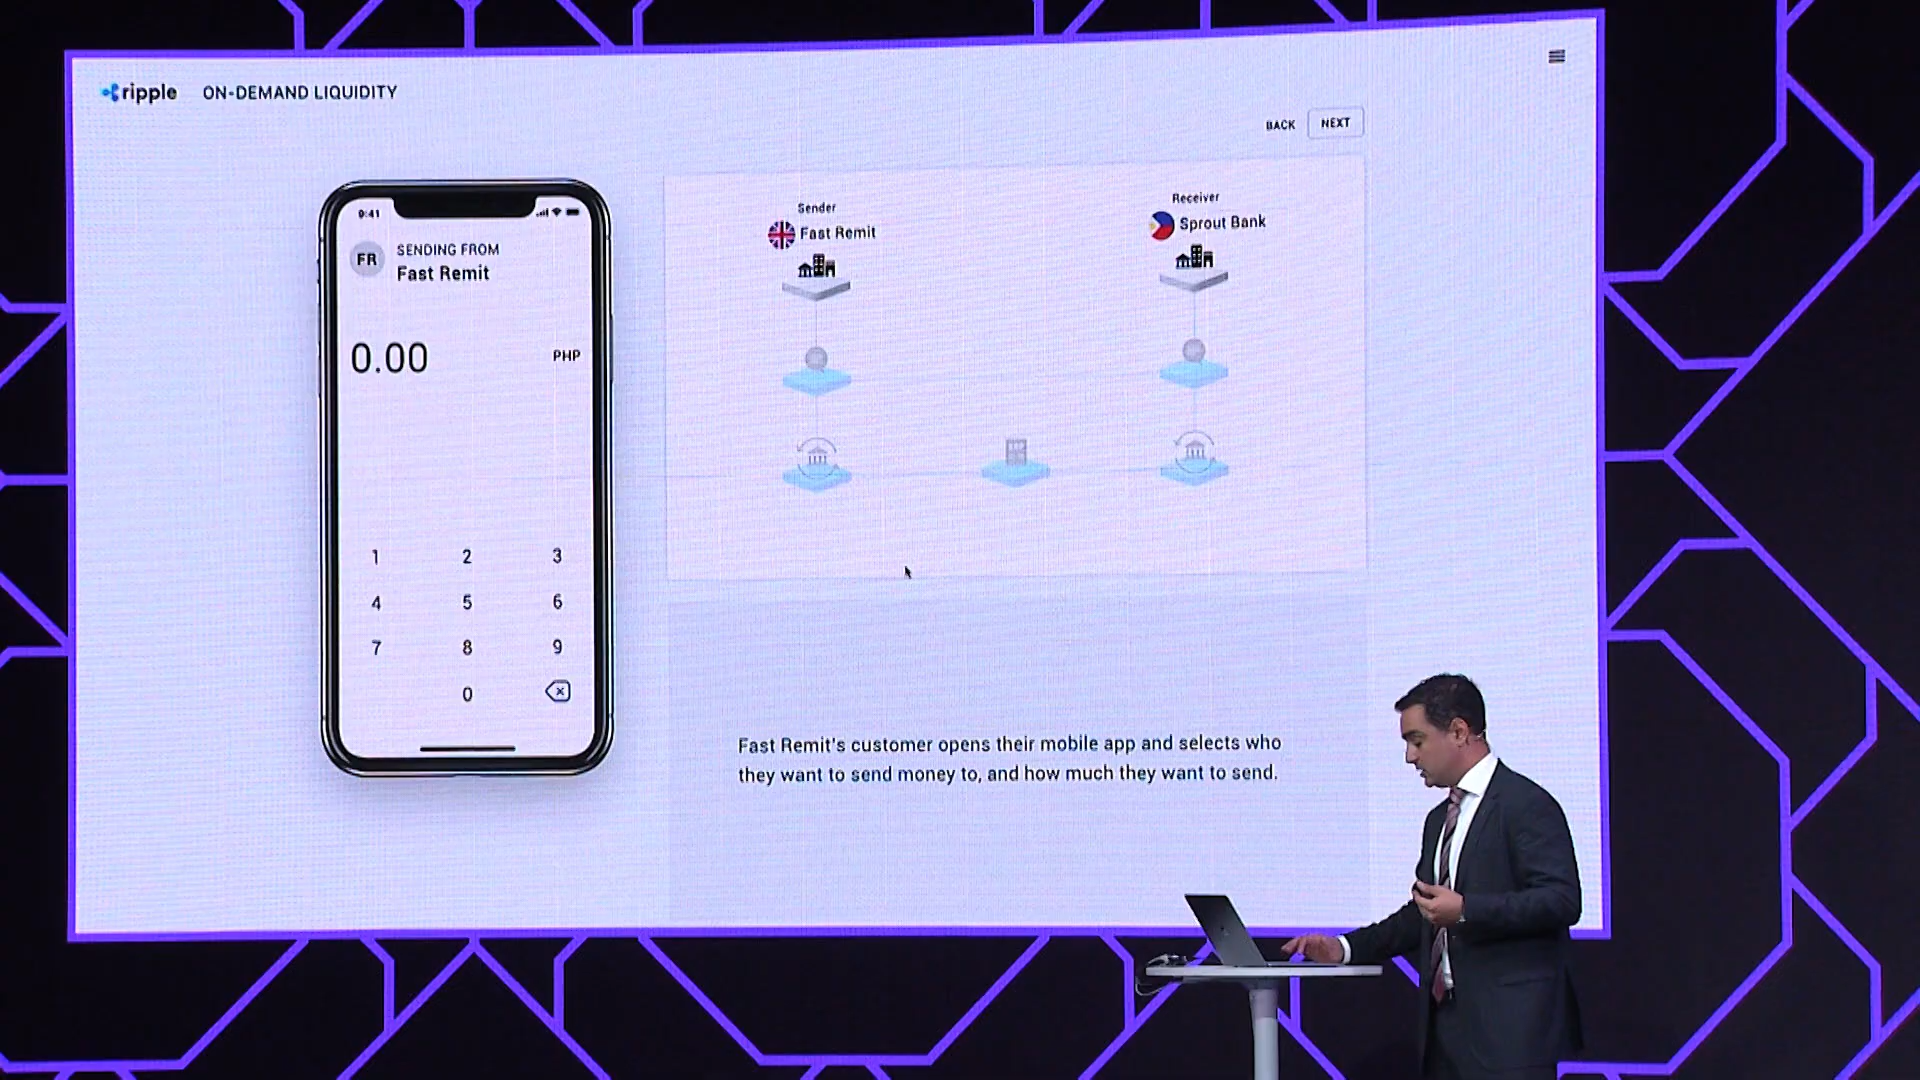 ripple ON-DEMAND LIQUIDITY
BACK NEXT
9:41
FR
SENDING FROM
Fast Remit
0.00 PHP
1 2 3
4 5 6
7 8 9
0
Sender
Fast Remit
Receiver
Sprout Bank
Fast Remit's customer opens their mobile app and selects who
they want to send money to, and how much they want to send.